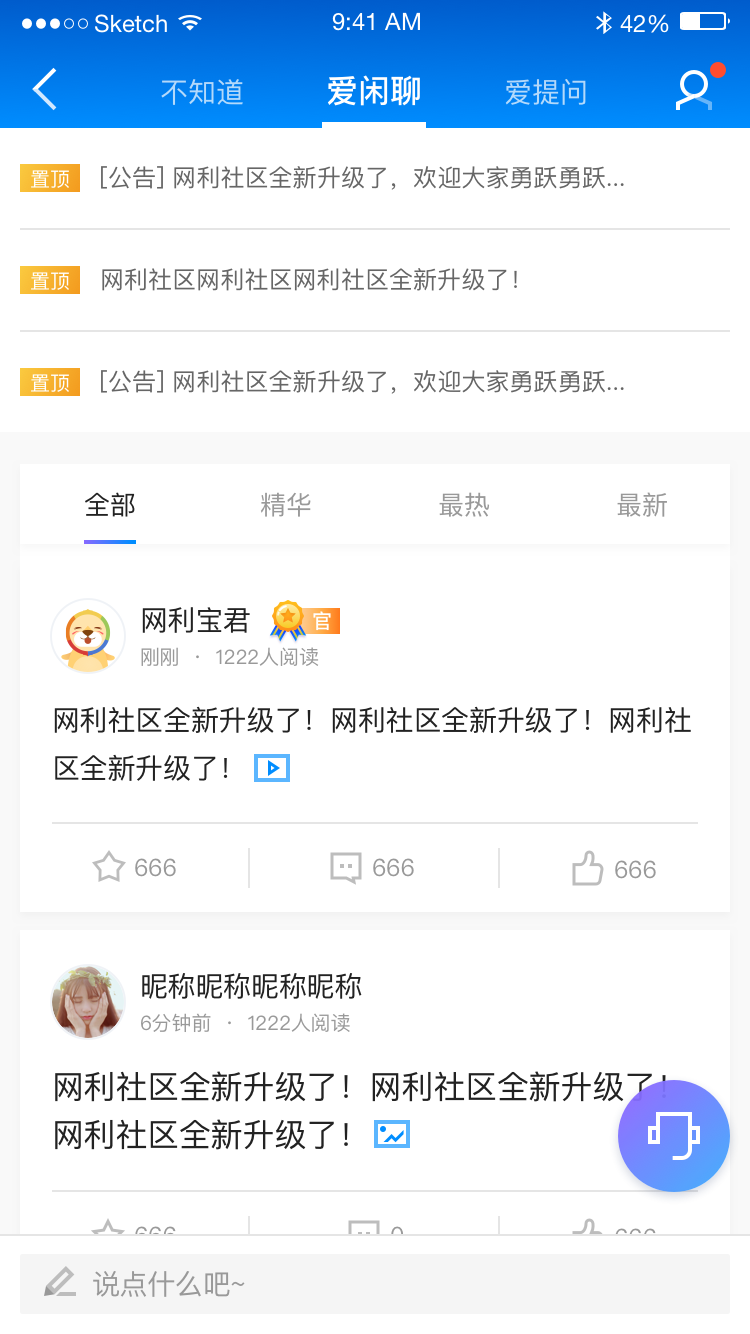 Sketch 9:41 AM 42%
不知道 爱闲聊 爱提问
置顶 [公告] 网利社区全新升级了，欢迎大家勇跃勇跃...
置顶 网利社区网利社区网利社区全新升级了！
置顶 [公告] 网利社区全新升级了，欢迎大家勇跃勇跃...
全部 精华 最热 最新
网利宝君 官
刚刚 · 1222人阅读
网利社区全新升级了！网利社区全新升级了！网利社
区全新升级了！
666 666 666
昵称昵称昵称昵称
6分钟前 · 1222人阅读
网利社区全新升级了！网利社区全新升级了！
网利社区全新升级了！
666 0 666
说点什么吧~